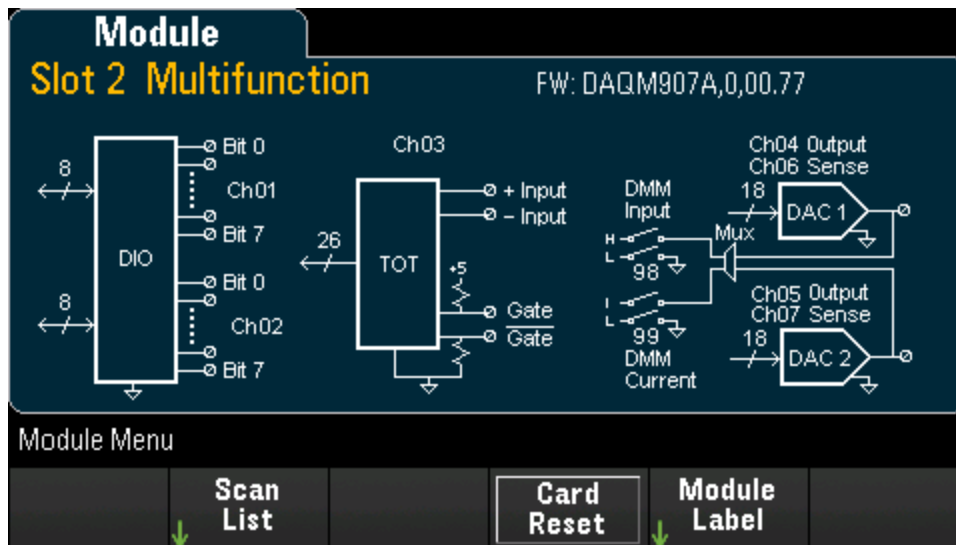 Module
Slot 2 Multifunction
FW: DAQM907A,0,00.77
8
Bit 0
Ch01
Bit 7
DIO
8
Bit 0
Ch02
Bit 7
Ch03
+ Input
- Input
26
TOT
+5
Gate
Gate
Ch04 Output
Ch06 Sense
DMM
Input
18
DAC 1
Mux
H
L
98
I
L
99
DMM
Current
Ch05 Output
Ch07 Sense
18
DAC 2
Module Menu
Scan
List
Card
Reset
Module
Label